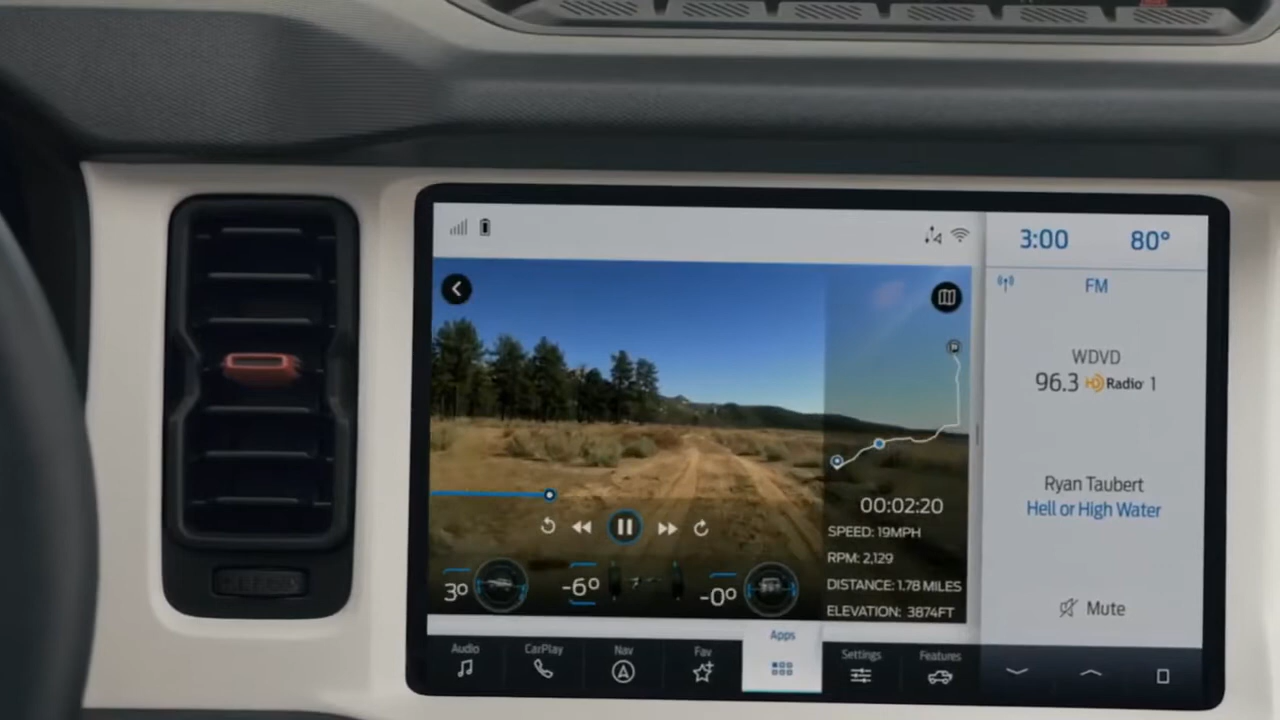 3:00 80°
FM
WDVD
96.3 HD Radio 1
Ryan Taubert
Hell or High Water
Mute
00:02:20
SPEED: 19MPH
RPM: 2,129
DISTANCE: 1.78 MILES
ELEVATION: 3874FT
3° -6° -0°
Audio CarPlay Nav Fav Apps Settings Features